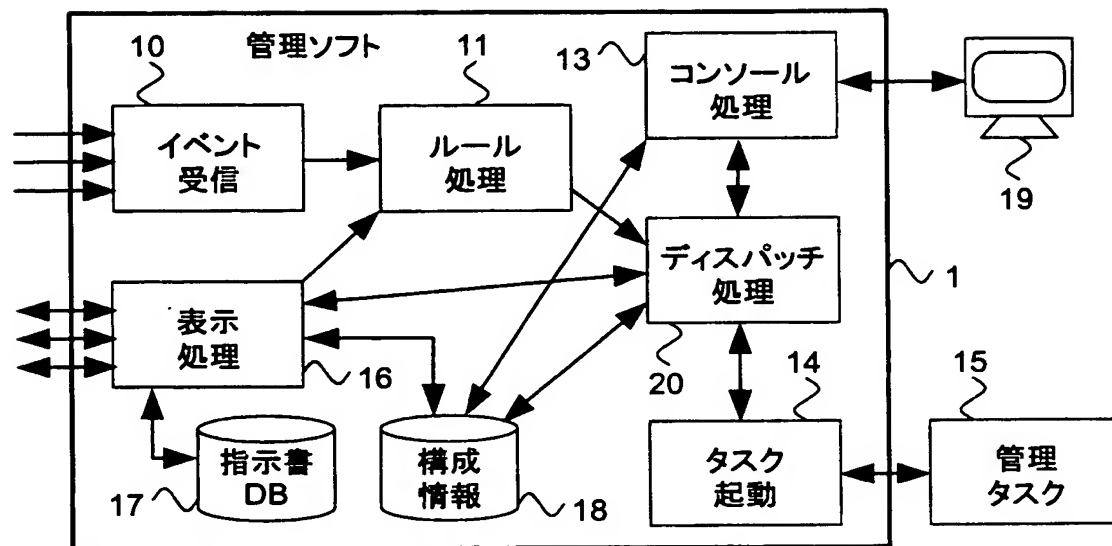 管理ソフト
10
イベント
受信
11
ルール
処理
13
コンソール
処理
19
ディスパッチ
処理
20
1
表示
処理
16
指示書
DB
17
構成
情報
18
14
タスク
起動
15
管理
タスク